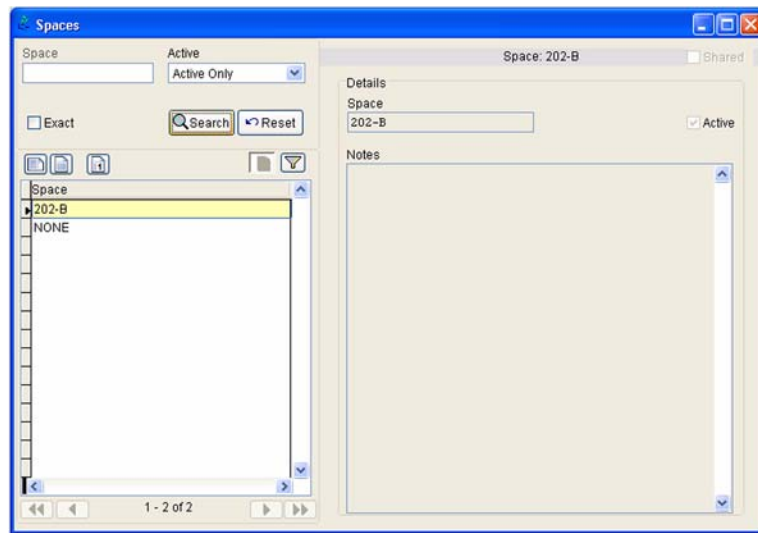 Spaces
Space
Active
Active Only
Exact
Search
Reset
Space
202-B
NONE
1 - 2 of 2
Space: 202-B
Shared
Details
Space
202-B
Active
Notes